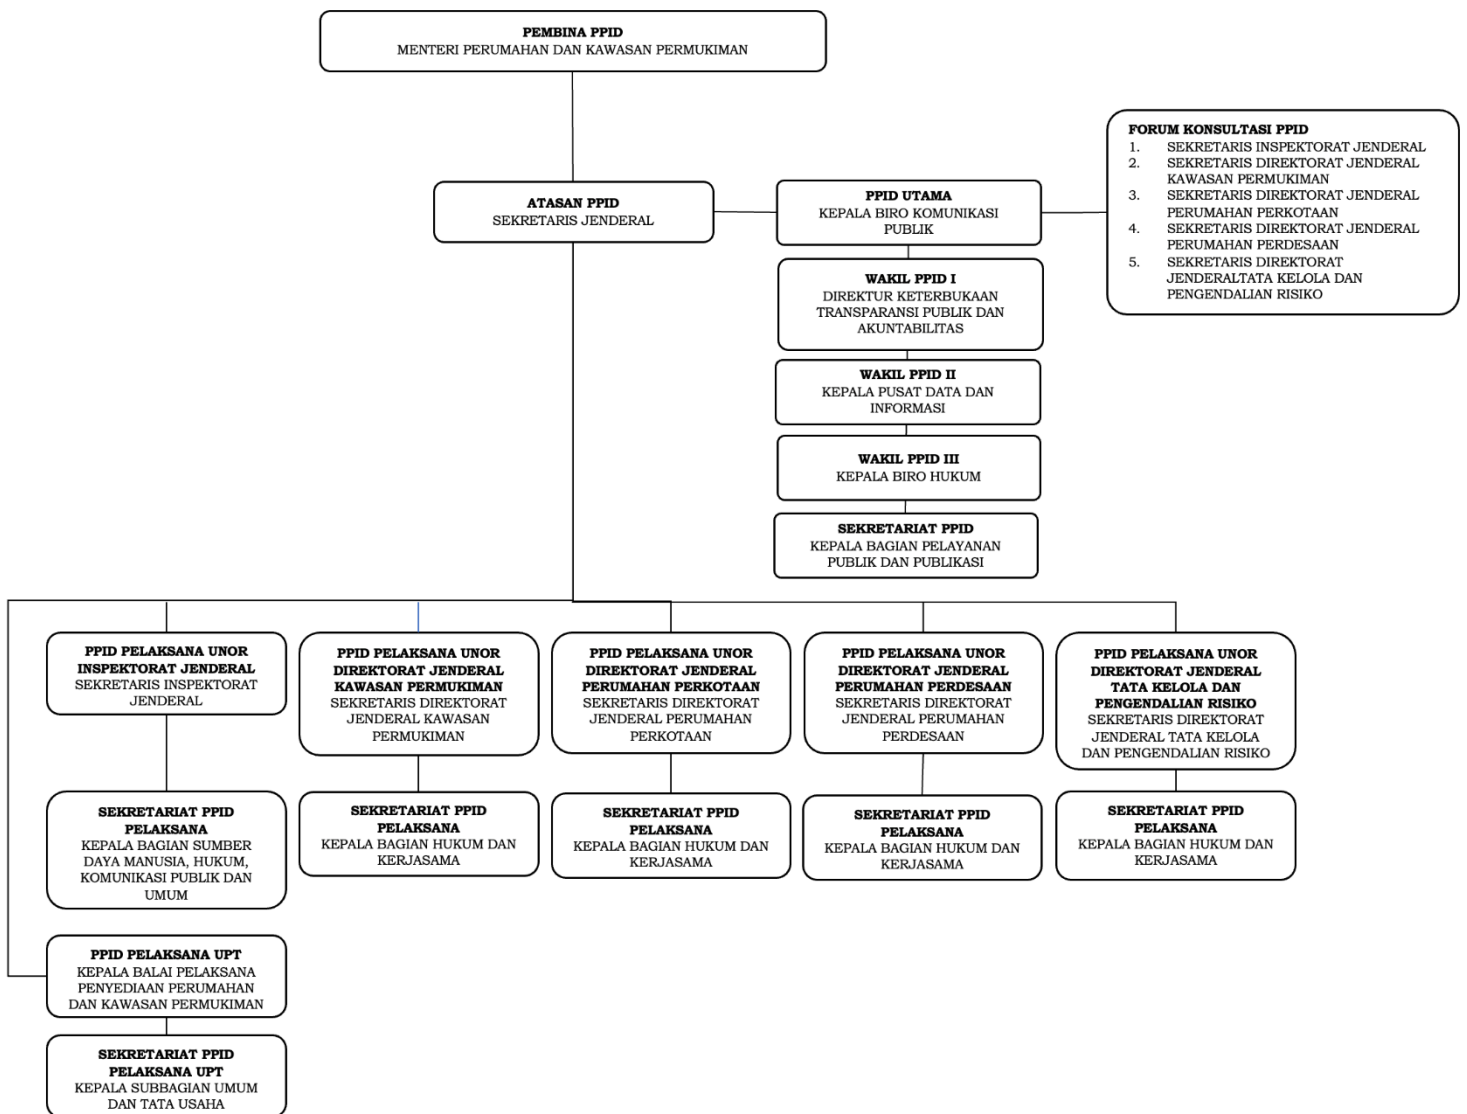 PEMBINA PPID
MENTERI PERUMAHAN DAN KAWASAN PERMUKIMAN
FORUM KONSULTASI PPID
1. SEKRETARIS INSPEKTORAT JENDERAL
2. SEKRETARIS DIREKTORAT JENDERAL
KAWASAN PERMUKIMAN
3. SEKRETARIS DIREKTORAT JENDERAL
PERUMAHAN PERKOTAAN
4. SEKRETARIS DIREKTORAT JENDERAL
PERUMAHAN PERDESAAN
5. SEKRETARIS DIREKTORAT
JENDERALTATA KELOLA DAN
PENGENDALIAN RISIKO
ATASAN PPID
SEKRETARIS JENDERAL
PPID UTAMA
KEPALA BIRO KOMUNIKASI
PUBLIK
WAKIL PPID I
DIREKTUR KETERBUKAAN
TRANSPARANSI PUBLIK DAN
AKUNTABILITAS
WAKIL PPID II
KEPALA PUSAT DATA DAN
INFORMASI
WAKIL PPID III
KEPALA BIRO HUKUM
SEKRETARIAT PPID
KEPALA BAGIAN PELAYANAN
PUBLIK DAN PUBLIKASI
PPID PELAKSANA UNOR
INSPEKTORAT JENDERAL
SEKRETARIS INSPEKTORAT
JENDERAL
PPID PELAKSANA UNOR
DIREKTORAT JENDERAL
KAWASAN PERMUKIMAN
SEKRETARIS DIREKTORAT
JENDERAL KAWASAN
PERMUKIMAN
PPID PELAKSANA UNOR
DIREKTORAT JENDERAL
PERUMAHAN PERKOTAAN
SEKRETARIS DIREKTORAT
JENDERAL PERUMAHAN
PERKOTAAN
PPID PELAKSANA UNOR
DIREKTORAT JENDERAL
PERUMAHAN PERDESAAN
SEKRETARIS DIREKTORAT
JENDERAL PERUMAHAN
PERDESAAN
PPID PELAKSANA UNOR
DIREKTORAT JENDERAL
TATA KELOLA DAN
PENGENDALIAN RISIKO
SEKRETARIS DIREKTORAT
JENDERAL TATA KELOLA
DAN PENGENDALIAN RISIKO
SEKRETARIAT PPID
PELAKSANA
KEPALA BAGIAN SUMBER
DAYA MANUSIA, HUKUM,
KOMUNIKASI PUBLIK DAN
UMUM
SEKRETARIAT PPID
PELAKSANA
KEPALA BAGIAN HUKUM DAN
KERJASAMA
SEKRETARIAT PPID
PELAKSANA
KEPALA BAGIAN HUKUM DAN
KERJASAMA
SEKRETARIAT PPID
PELAKSANA
KEPALA BAGIAN HUKUM DAN
KERJASAMA
SEKRETARIAT PPID
PELAKSANA
KEPALA BAGIAN HUKUM DAN
KERJASAMA
PPID PELAKSANA UPT
KEPALA BALAI PELAKSANA
PENYEDIAAN PERUMAHAN
DAN KAWASAN PERMUKIMAN
SEKRETARIAT PPID
PELAKSANA UPT
KEPALA SUBBAGIAN UMUM
DAN TATA USAHA